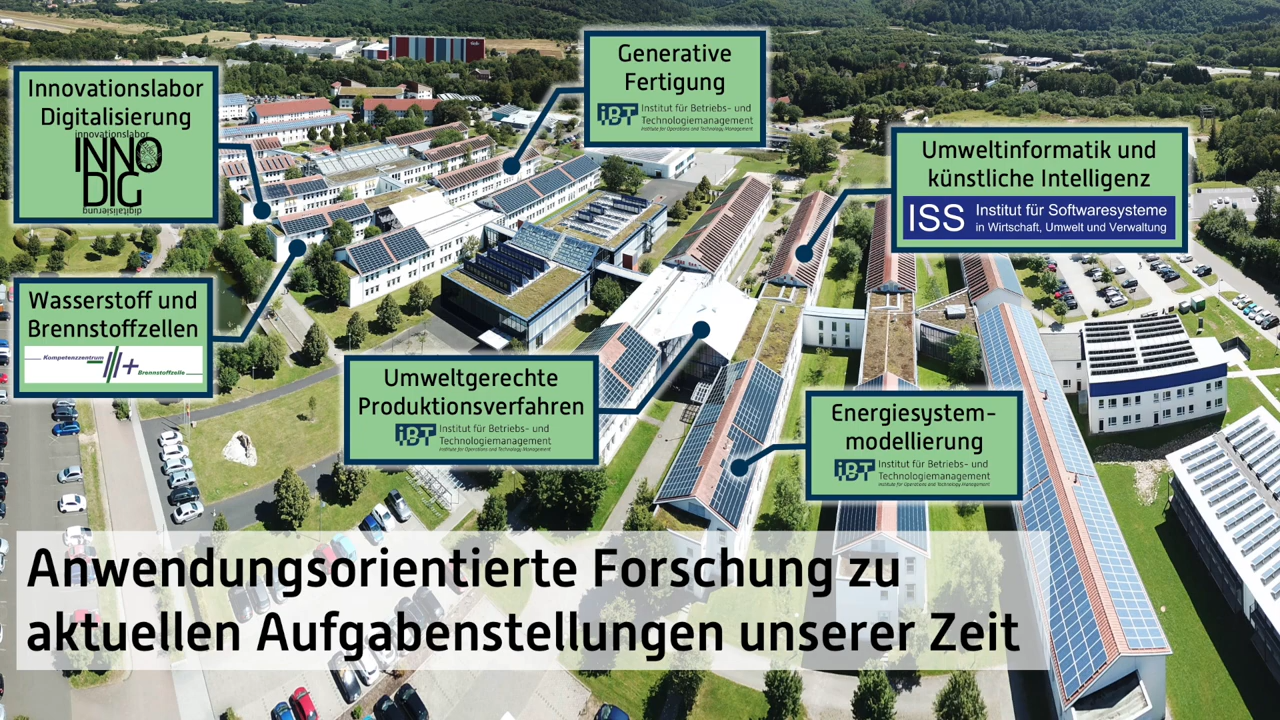 Innovationslabor
Digitalisierung
innovationslabor
INNO
DIG
digitalisierung
Generative
Fertigung
iBT Institut für Betriebs- und
Technologiemanagement
Institute for Operations and Technology Management
Umweltinformatik und
künstliche Intelligenz
ISS Institut für Softwaresysteme
in Wirtschaft, Umwelt und Verwaltung
Wasserstoff und
Brennstoffzellen
Kompetenzzentrum
Brennstoffzelle
Umweltgerechte
Produktionsverfahren
iBT Institut für Betriebs- und
Technologiemanagement
Institute for Operations and Technology Management
Energiesystem-
modellierung
iBT Institut für Betriebs- und
Technologiemanagement
Institute for Operations and Technology Management
Anwendungsorientierte Forschung zu
aktuellen Aufgabenstellungen unserer Zeit